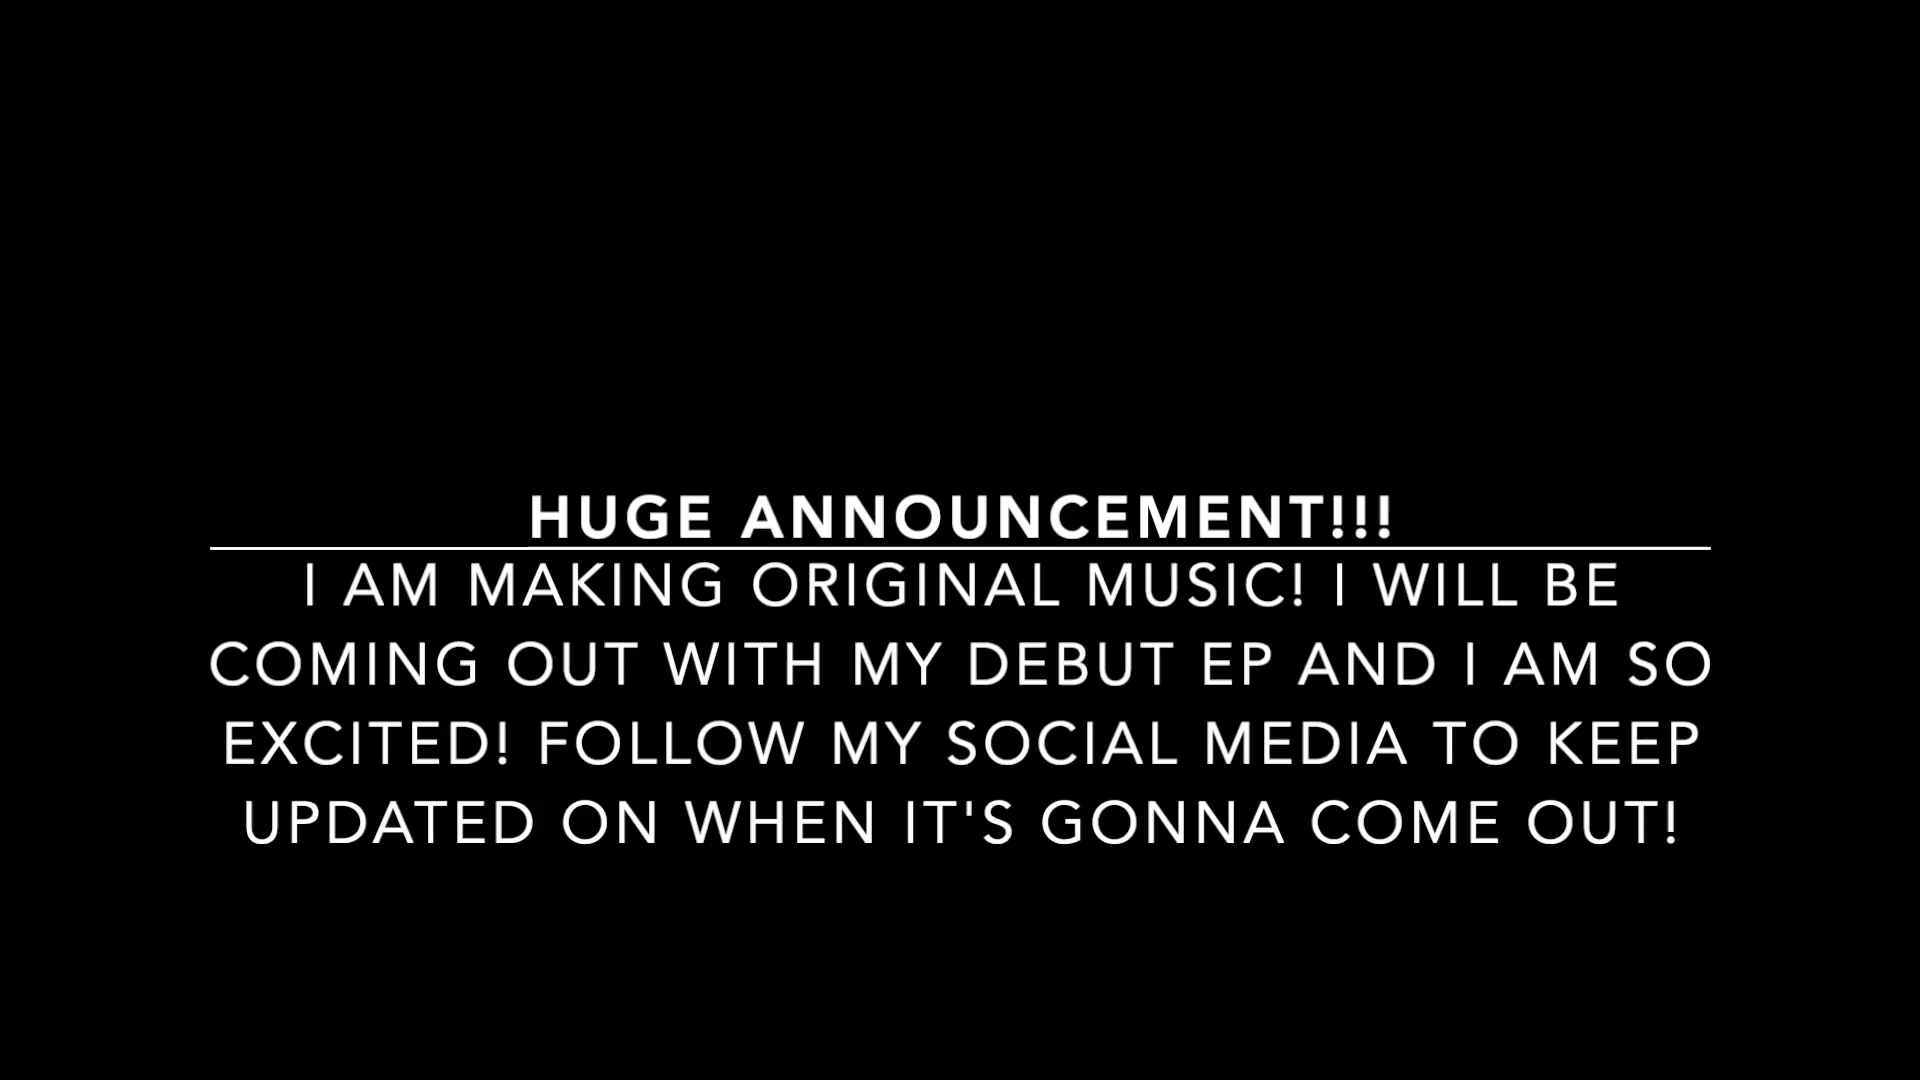 HUGE ANNOUNCEMENT!!!
I AM MAKING ORIGINAL MUSIC! I WILL BE
COMING OUT WITH MY DEBUT EP AND I AM SO
EXCITED! FOLLOW MY SOCIAL MEDIA TO KEEP
UPDATED ON WHEN IT'S GONNA COME OUT!